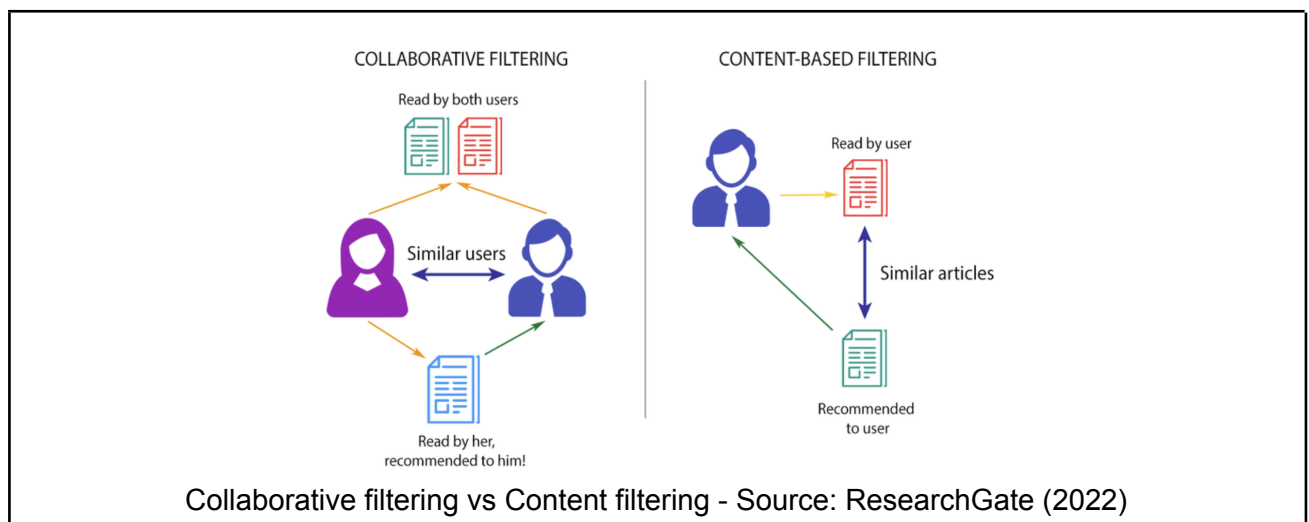 COLLABORATIVE FILTERING
Read by both users
Similar users
Read by her,
recommended to him!
CONTENT-BASED FILTERING
Read by user
Similar articles
Recommended
to user
Collaborative filtering vs Content filtering - Source: ResearchGate (2022)